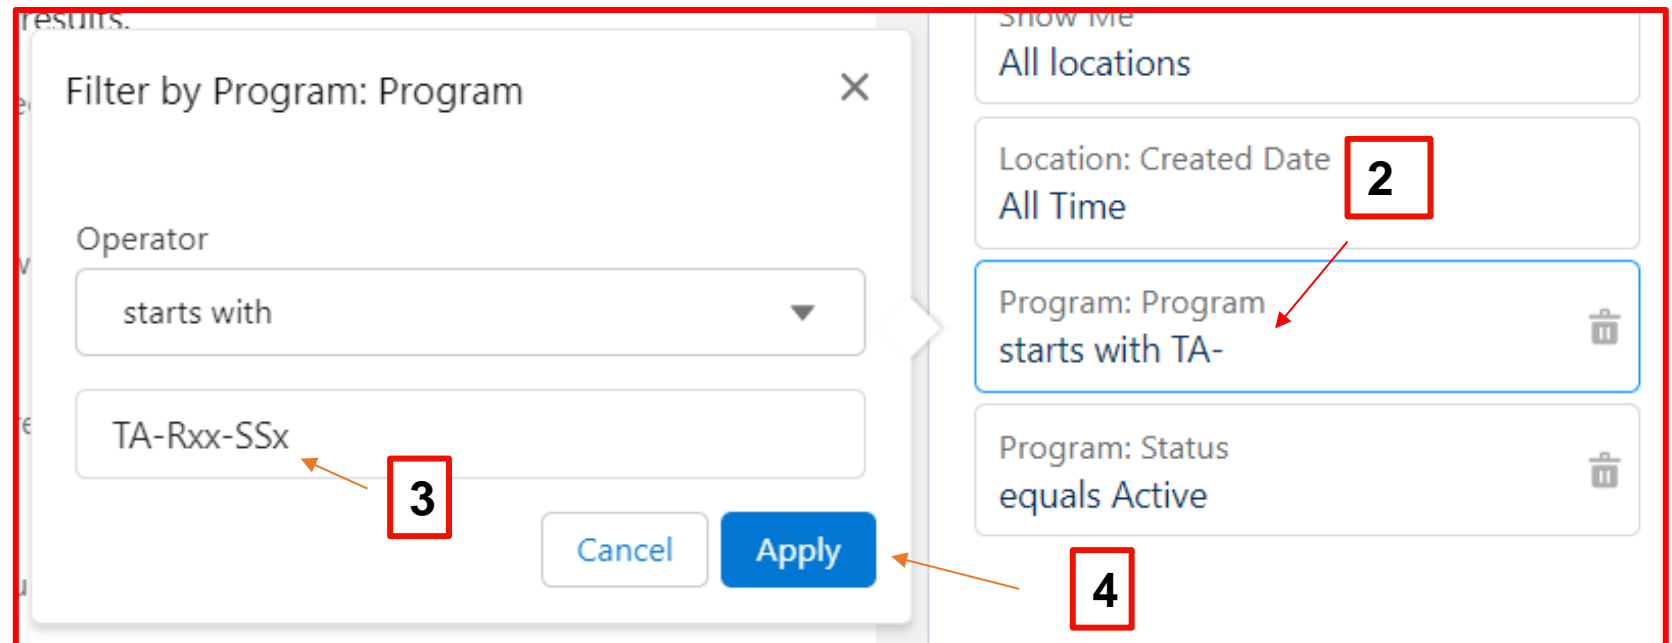 results.
Filter by Program: Program
Operator
starts with
TA-Rxx-SSx
3
Cancel
Apply
Show Me
All locations
Location: Created Date
All Time
2
Program: Program
starts with TA-
Program: Status
equals Active
4